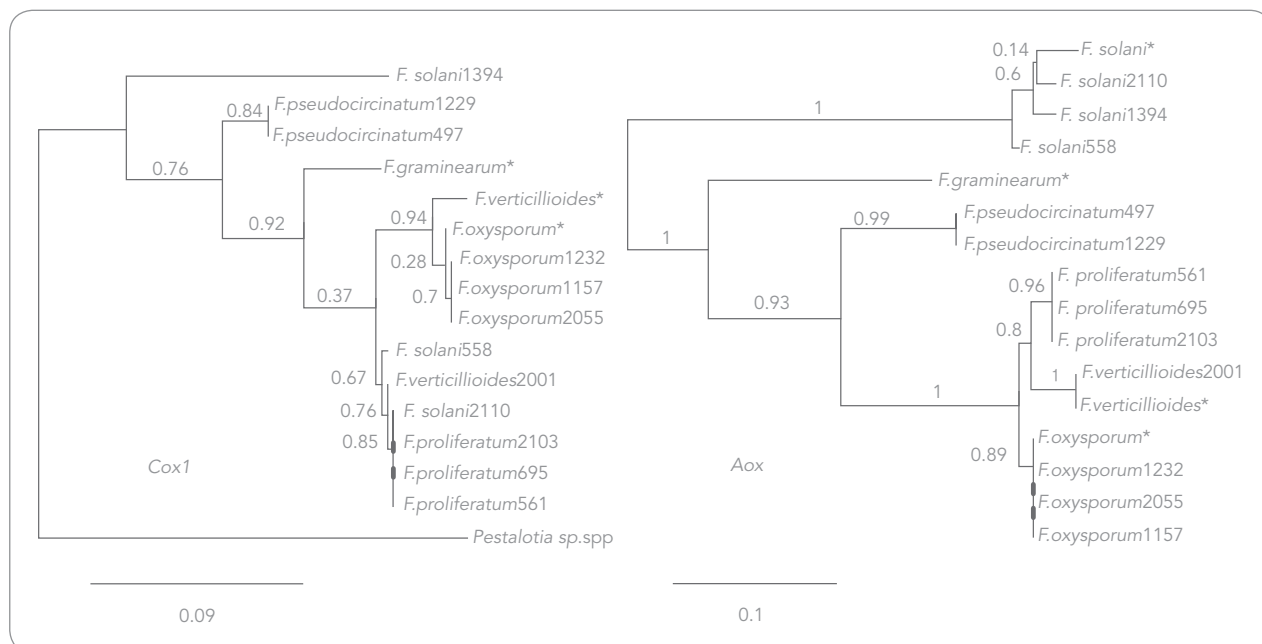 F. solani1394
F.pseudocircinatum1229
0.84
F.pseudocircinatum497
0.76
F.graminearum*
F.verticillioides*
0.92
0.94
F.oxysporum*
0.28
F.oxysporum1232
0.37
0.7
F.oxysporum1157
F.oxysporum2055
F. solani558
0.67
F.verticillioides2001
0.76
F. solani2110
0.85
F.proliferatum2103
Cox1
F.proliferatum695
F.proliferatum561
Pestalotia sp.spp
0.09
0.14
F. solani*
0.6
F. solani2110
1
F. solani1394
F. solani558
F.graminearum*
0.99
F.pseudocircinatum497
1
F.pseudocircinatum1229
F. proliferatum561
0.96
0.93
F. proliferatum695
0.8
F. proliferatum2103
1
F.verticillioides2001
1
F.verticillioides*
F.oxysporum*
0.89
Aox
F.oxysporum1232
F.oxysporum2055
F.oxysporum1157
0.1